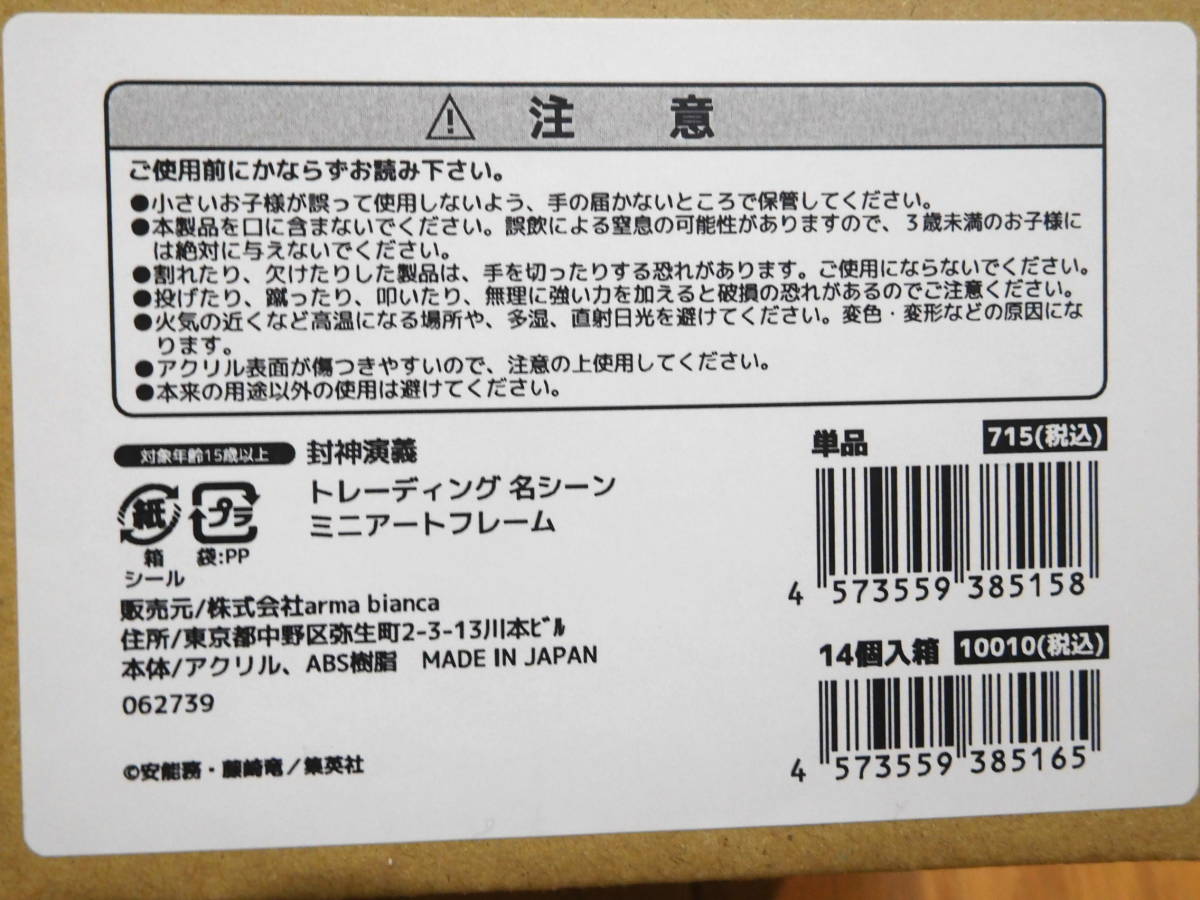 注 意
ご使用前にかならずお読み下さい。
●小さいお子様が誤って使用しないよう、手の届かないところで保管してください。
●本製品を口に含まないでください。誤飲による窒息の可能性がありますので、3歳未満のお子様に
は絶対に与えないでください。
●割れたり、欠けたりした製品は、手を切ったりする恐れがあります。ご使用にならないでください。
●投げたり、蹴ったり、叩いたり、無理に強い力を加えると破損の恐れがあるのでご注意ください。
●火気の近くなど高温になる場所や、多湿、直射日光を避けてください。変色・変形などの原因にな
ります。
●アクリル表面が傷つきやすいので、注意の上使用してください。
●本来の用途以外の使用は避けてください。
対象年齢15歳以上
封神演義
トレーディング 名シーン
ミニアートフレーム
紙 プラ
箱 袋:PP
シール
販売元/株式会社arma bianca
住所/東京都中野区弥生町2-3-13川本ビル
本体/アクリル、ABS樹脂 MADE IN JAPAN
062739
©安能務・藤崎竜/集英社
単品 715(税込)
4 573559 385158
14個入箱 10010(税込)
4 573559 385165